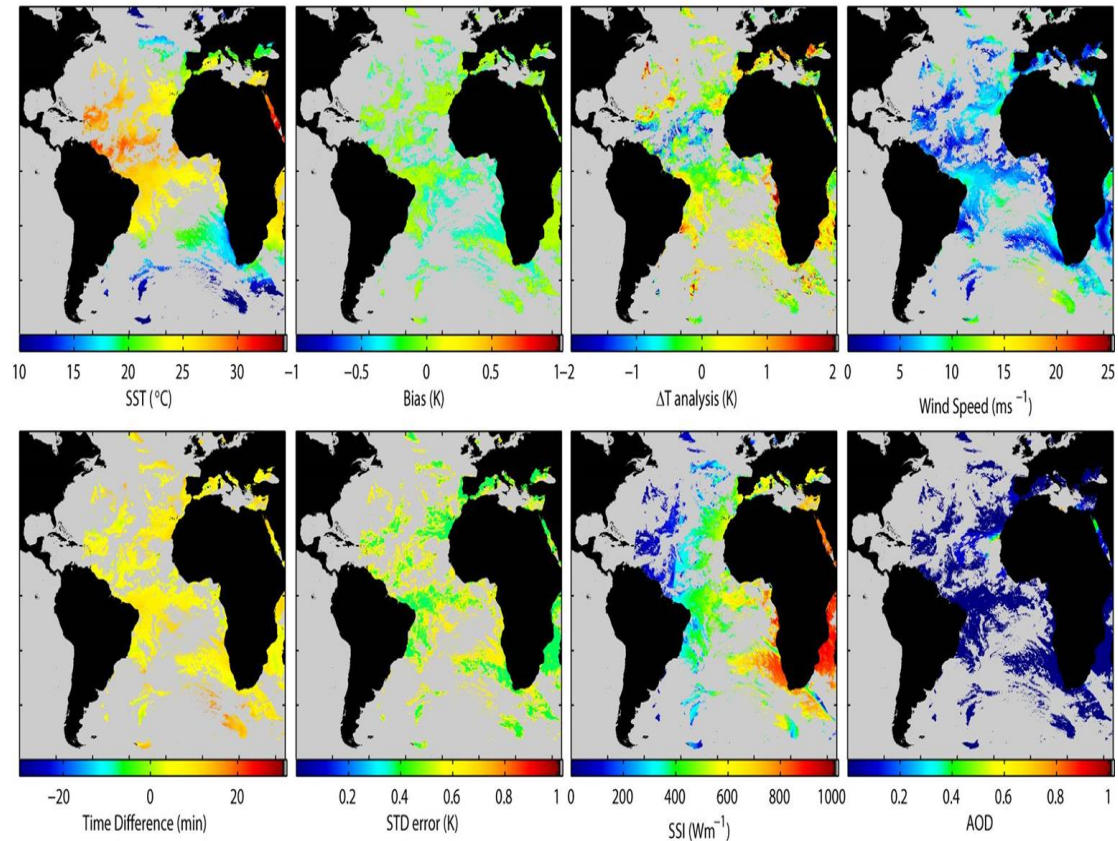 10 15 20 25 30 −1 −0.5 0 0.5 1 −2 −1 0 1 2 0 5 10 15 20 25
SST (°C) Bias (K) ΔT analysis (K) Wind Speed (ms⁻¹)
−20 0 20 0.2 0.4 0.6 0.8 1 0 200 400 600 800 1000 0.2 0.4 0.6 0.8 1
Time Difference (min) STD error (K) SSI (Wm⁻¹) AOD